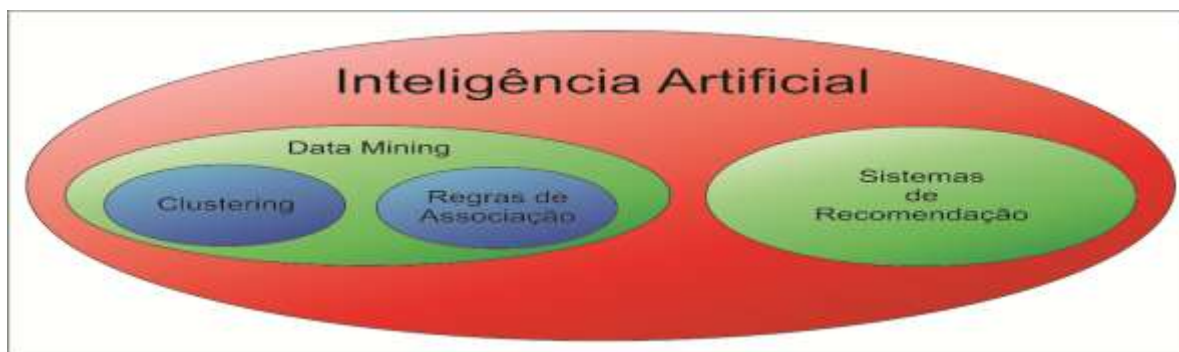 Inteligência Artificial
Data Mining
Clustering
Regras de
Associação
Sistemas
de
Recomendação